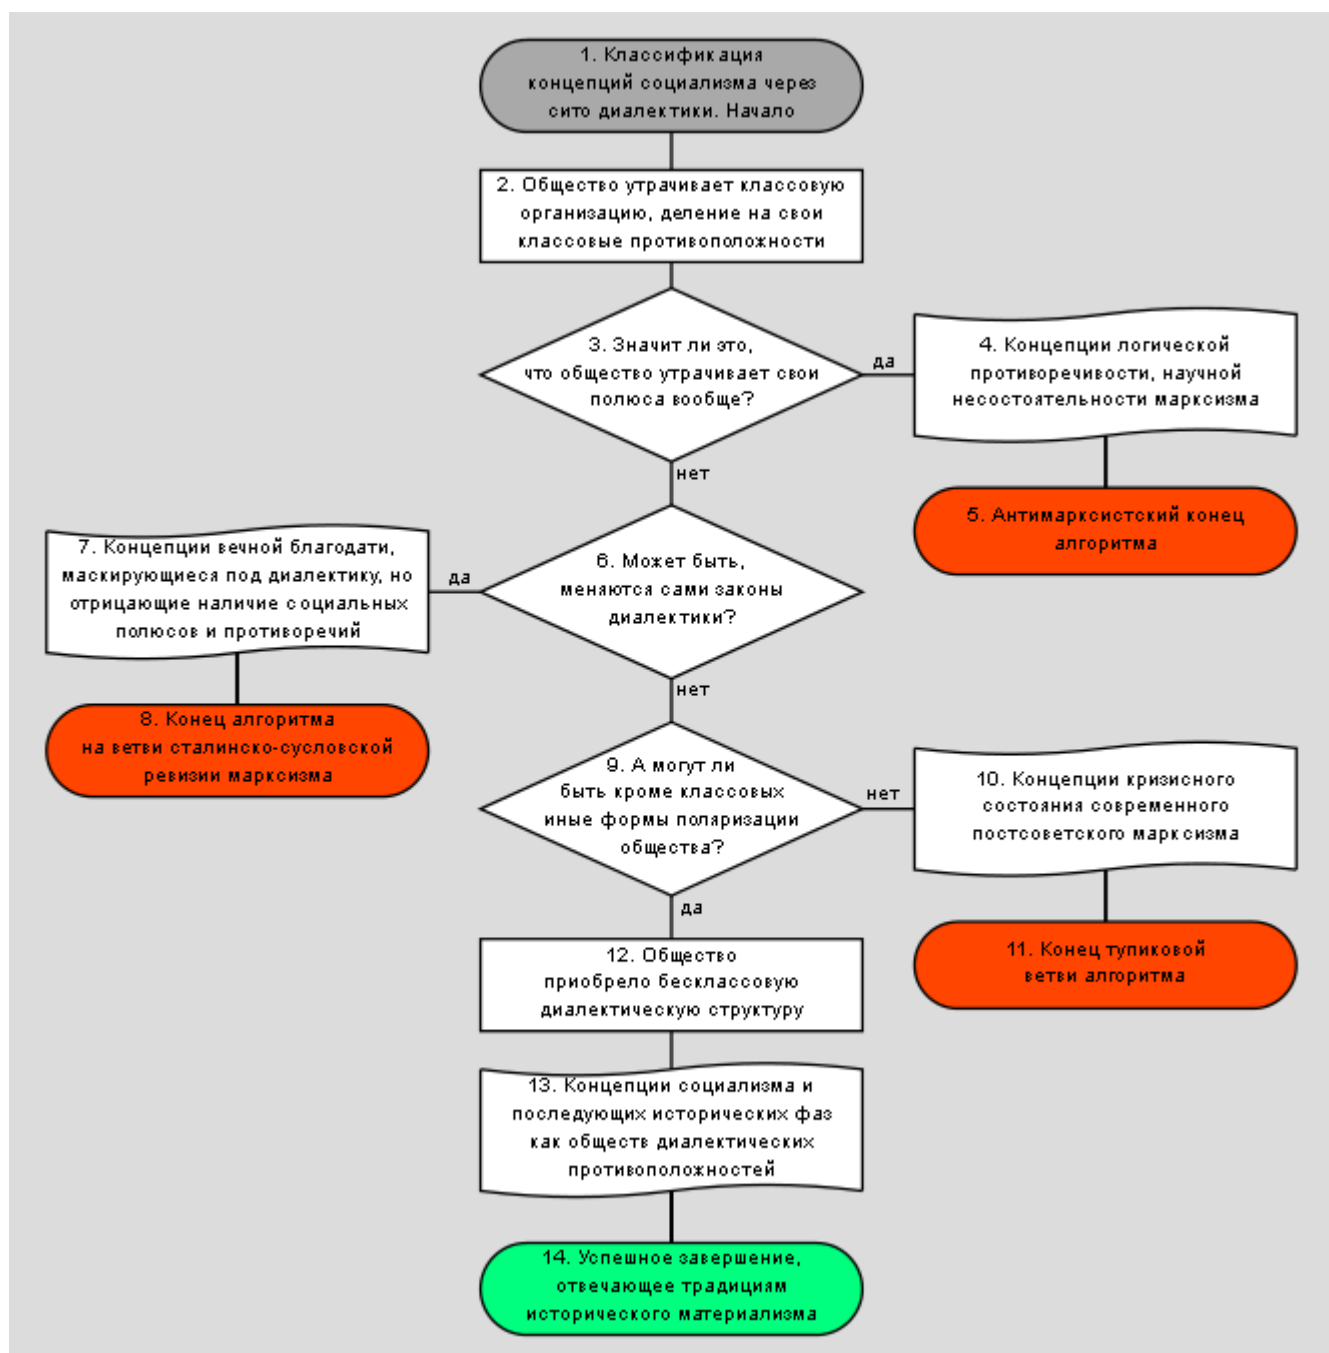 1. Классификация
концепций социализма через
сито диалектики. Начало
2. Общество утрачивает классовую
организацию, деление на свои
классовые противоположности
3. Значит ли это,
что общество утрачивает свои
полюса вообще?
да
4. Концепции логической
противоречивости, научной
несостоятельности марксизма
нет
5. Антимарксистский конец
алгоритма
6. Может быть,
меняются сами законы
диалектики?
да
7. Концепции вечной благодати,
маскирующиеся под диалектику, но
отрицающие наличие социальных
полюсов и противоречий
нет
8. Конец алгоритма
на ветви сталинско-сусловской
ревизии марксизма
9. А могут ли
быть кроме классовых
иные формы поляризации
общества?
нет
10. Концепции кризисного
состояния современного
постсоветского марксизма
да
11. Конец тупиковой
ветви алгоритма
12. Общество
приобрело бесклассовую
диалектическую структуру
13. Концепции социализма и
последующих исторических фаз
как обществ диалектических
противоположностей
14. Успешное завершение,
отвечающее традициям
исторического материализма